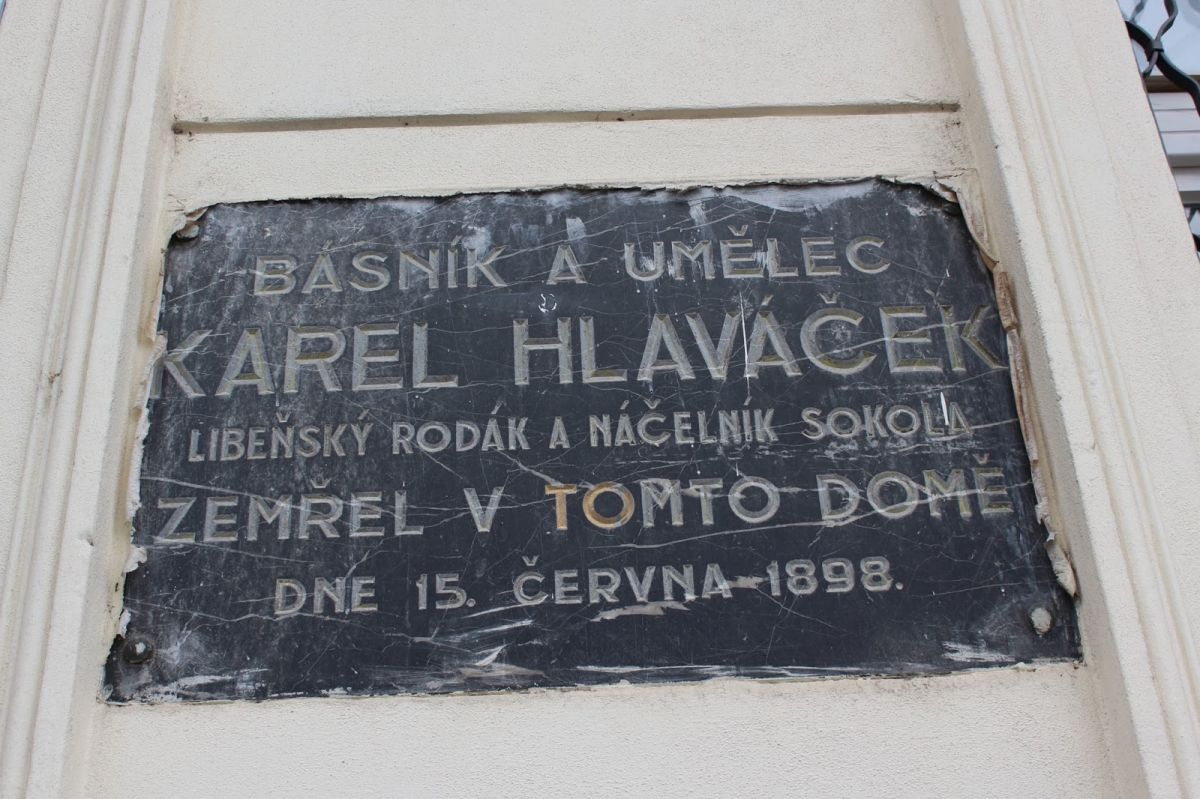 BÁSNÍK A UMĚLEC
KAREL HLAVÁČEK
LIBEŇSKÝ RODÁK A NÁČELNÍK SOKOLA
ZEMŘEL V TOMTO DOMĚ
DNE 15. ČERVNA 1898.